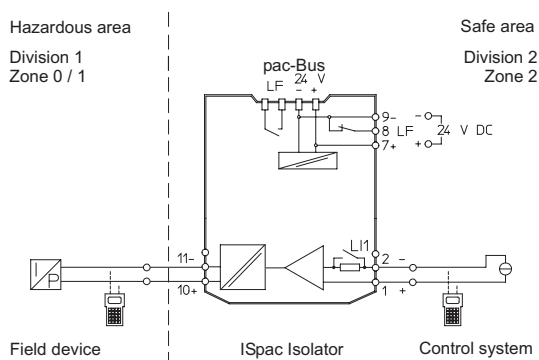 Hazardous area
Safe area
Division 1
Zone 0 / 1
Division 2
Zone 2
pac-Bus
LF 24 V
- +
9-
8 LF
7+
- 
+
24 V DC
LI1
11-
10+
2 -
1 +
I
P
Field device
ISpac Isolator
Control system